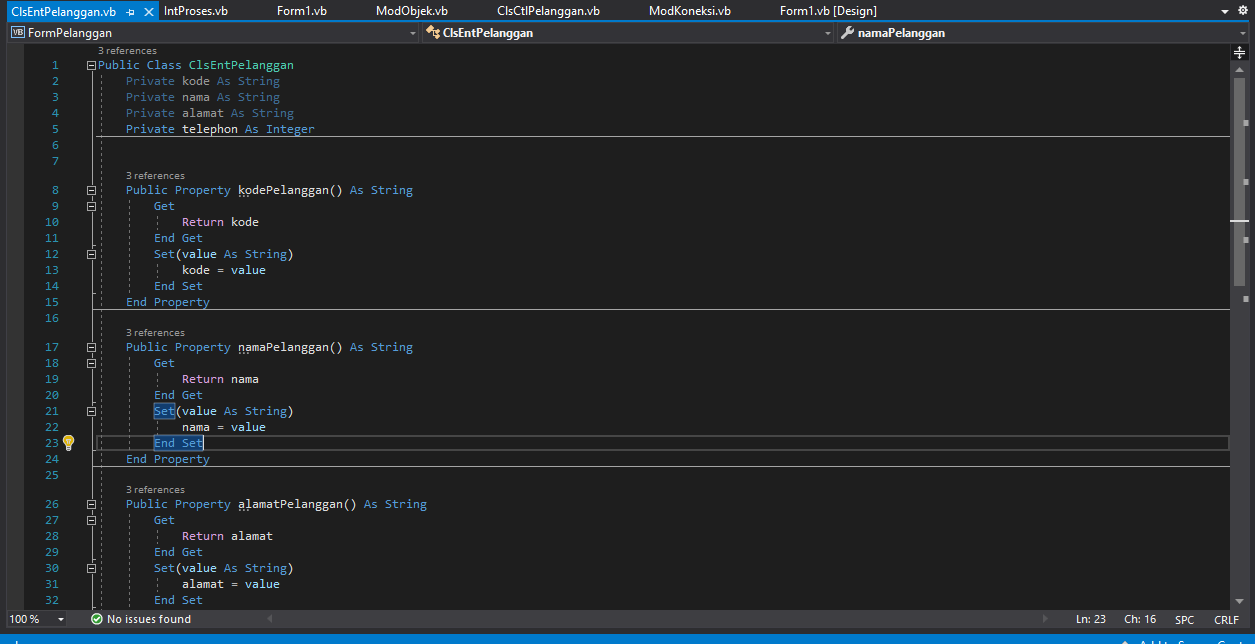 ClsEntPelanggan.vb IntProses.vb Form1.vb ModObjek.vb ClsCtlPelanggan.vb ModKoneksi.vb Form1.vb [Design]
VB FormPelanggan ClsEntPelanggan namaPelanggan
3 references
1 Public Class ClsEntPelanggan
2 Private kode As String
3 Private nama As String
4 Private alamat As String
5 Private telephon As Integer
6
7
3 references
8 Public Property kodePelanggan() As String
9 Get
10 Return kode
11 End Get
12 Set(value As String)
13 kode = value
14 End Set
15 End Property
16
3 references
17 Public Property namaPelanggan() As String
18 Get
19 Return nama
20 End Get
21 Set(value As String)
22 nama = value
23 End Set
24 End Property
25
3 references
26 Public Property alamatPelanggan() As String
27 Get
28 Return alamat
29 End Get
30 Set(value As String)
31 alamat = value
32 End Set
100 % No issues found Ln: 23 Ch: 16 SPC CRLF